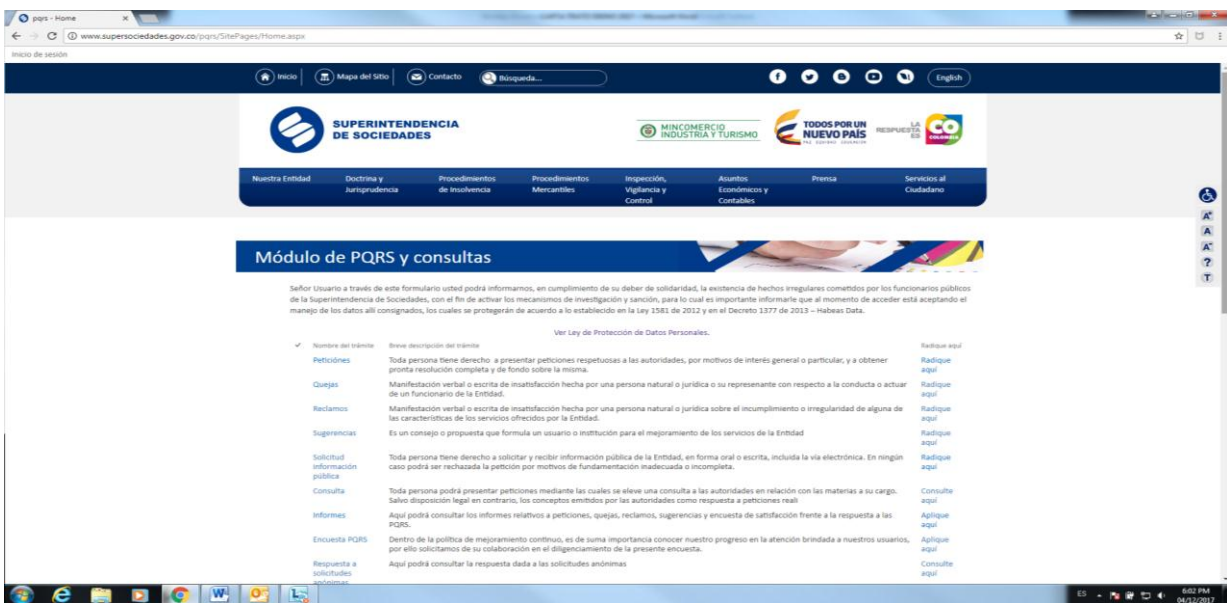 pqrs - Home
www.supersociedades.gov.co/pqrs/SitePages/Home.aspx
Inicio de sesión
Inicio
Mapa del Sitio
Contacto
Búsqueda...
English
SUPERINTENDENCIA
DE SOCIEDADES
MINCOMERCIO
INDUSTRIA Y TURISMO
TODOS POR UN
NUEVO PAÍS
PAZ EQUIDAD EDUCACIÓN
LA
RESPUESTA
ES
CO
COLOMBIA
Nuestra Entidad
Doctrina y
Jurisprudencia
Procedimientos
de Insolvencia
Procedimientos
Mercantiles
Inspección,
Vigilancia y
Control
Asuntos
Económicos y
Contables
Prensa
Servicios al
Ciudadano
A+
A
A-
?
T
Módulo de PQRS y consultas
Señor Usuario a través de este formulario usted podrá informarnos, en cumplimiento de su deber de solidaridad, la existencia de hechos irregulares cometidos por los funcionarios públicos
de la Superintendencia de Sociedades, con el fin de activar los mecanismos de investigación y sanción, para lo cual es importante informarle que al momento de acceder está aceptando el
manejo de los datos allí consignados, los cuales se protegerán de acuerdo a lo establecido en la Ley 1581 de 2012 y en el Decreto 1377 de 2013 – Habeas Data.
Ver Ley de Protección de Datos Personales.
Nombre del trámite Breve descripción del trámite Radique aquí
Peticiónes
Toda persona tiene derecho a presentar peticiones respetuosas a las autoridades, por motivos de interés general o particular, y a obtener
pronta resolución completa y de fondo sobre la misma.
Radique
aquí
Quejas
Manifestación verbal o escrita de insatisfacción hecha por una persona natural o jurídica o su represenante con respecto a la conducta o actuar
de un funcionario de la Entidad.
Radique
aquí
Reclamos
Manifestación verbal o escrita de insatisfacción hecha por una persona natural o jurídica sobre el incumplimiento o irregularidad de alguna de
las características de los servicios ofrecidos por la Entidad.
Radique
aquí
Sugerencias
Es un consejo o propuesta que formula un usuario o institución para el mejoramiento de los servicios de la Entidad
Radique
aquí
Solicitud
información
pública
Toda persona tiene derecho a solicitar y recibir información pública de la Entidad, en forma oral o escrita, incluida la vía electrónica. En ningún
caso podrá ser rechazada la petición por motivos de fundamentación inadecuada o incompleta.
Radique
aquí
Consulta
Toda persona podrá presentar peticiones mediante las cuales se eleve una consulta a las autoridades en relación con las materias a su cargo.
Salvo disposición legal en contrario, los conceptos emitidos por las autoridades como respuesta a peticiones reali
Consulte
aquí
Informes
Aquí podrá consultar los informes relativos a peticiones, quejas, reclamos, sugerencias y encuesta de satisfacción frente a la respuesta a las
PQRS.
Aplique
aquí
Encuesta PQRS
Dentro de la política de mejoramiento continuo, es de suma importancia conocer nuestro progreso en la atención brindada a nuestros usuarios,
por ello solicitamos de su colaboración en el diligenciamiento de la presente encuesta.
Aplique
aquí
Respuesta a
solicitudes
anónimas
Aquí podrá consultar la respuesta dada a las solicitudes anónimas
Consulte
aquí
ES
6:02 PM
04/12/2017